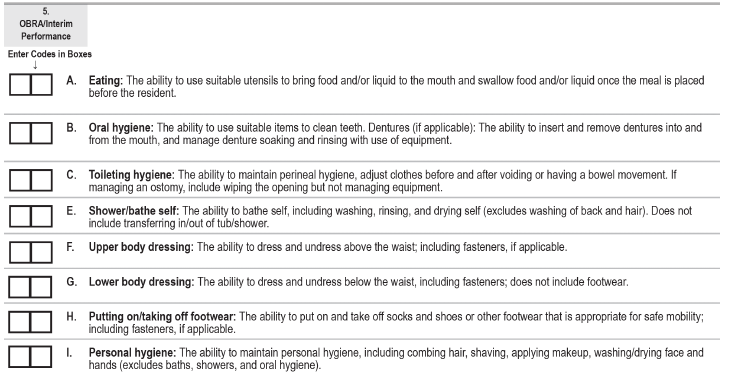 5.
OBRA/Interim
Performance
Enter Codes in Boxes
↓
A. Eating: The ability to use suitable utensils to bring food and/or liquid to the mouth and swallow food and/or liquid once the meal is placed
before the resident.
B. Oral hygiene: The ability to use suitable items to clean teeth. Dentures (if applicable): The ability to insert and remove dentures into and
from the mouth, and manage denture soaking and rinsing with use of equipment.
C. Toileting hygiene: The ability to maintain perineal hygiene, adjust clothes before and after voiding or having a bowel movement. If
managing an ostomy, include wiping the opening but not managing equipment.
E. Shower/bathe self: The ability to bathe self, including washing, rinsing, and drying self (excludes washing of back and hair). Does not
include transferring in/out of tub/shower.
F. Upper body dressing: The ability to dress and undress above the waist; including fasteners, if applicable.
G. Lower body dressing: The ability to dress and undress below the waist, including fasteners; does not include footwear.
H. Putting on/taking off footwear: The ability to put on and take off socks and shoes or other footwear that is appropriate for safe mobility;
including fasteners, if applicable.
I. Personal hygiene: The ability to maintain personal hygiene, including combing hair, shaving, applying makeup, washing/drying face and
hands (excludes baths, showers, and oral hygiene).